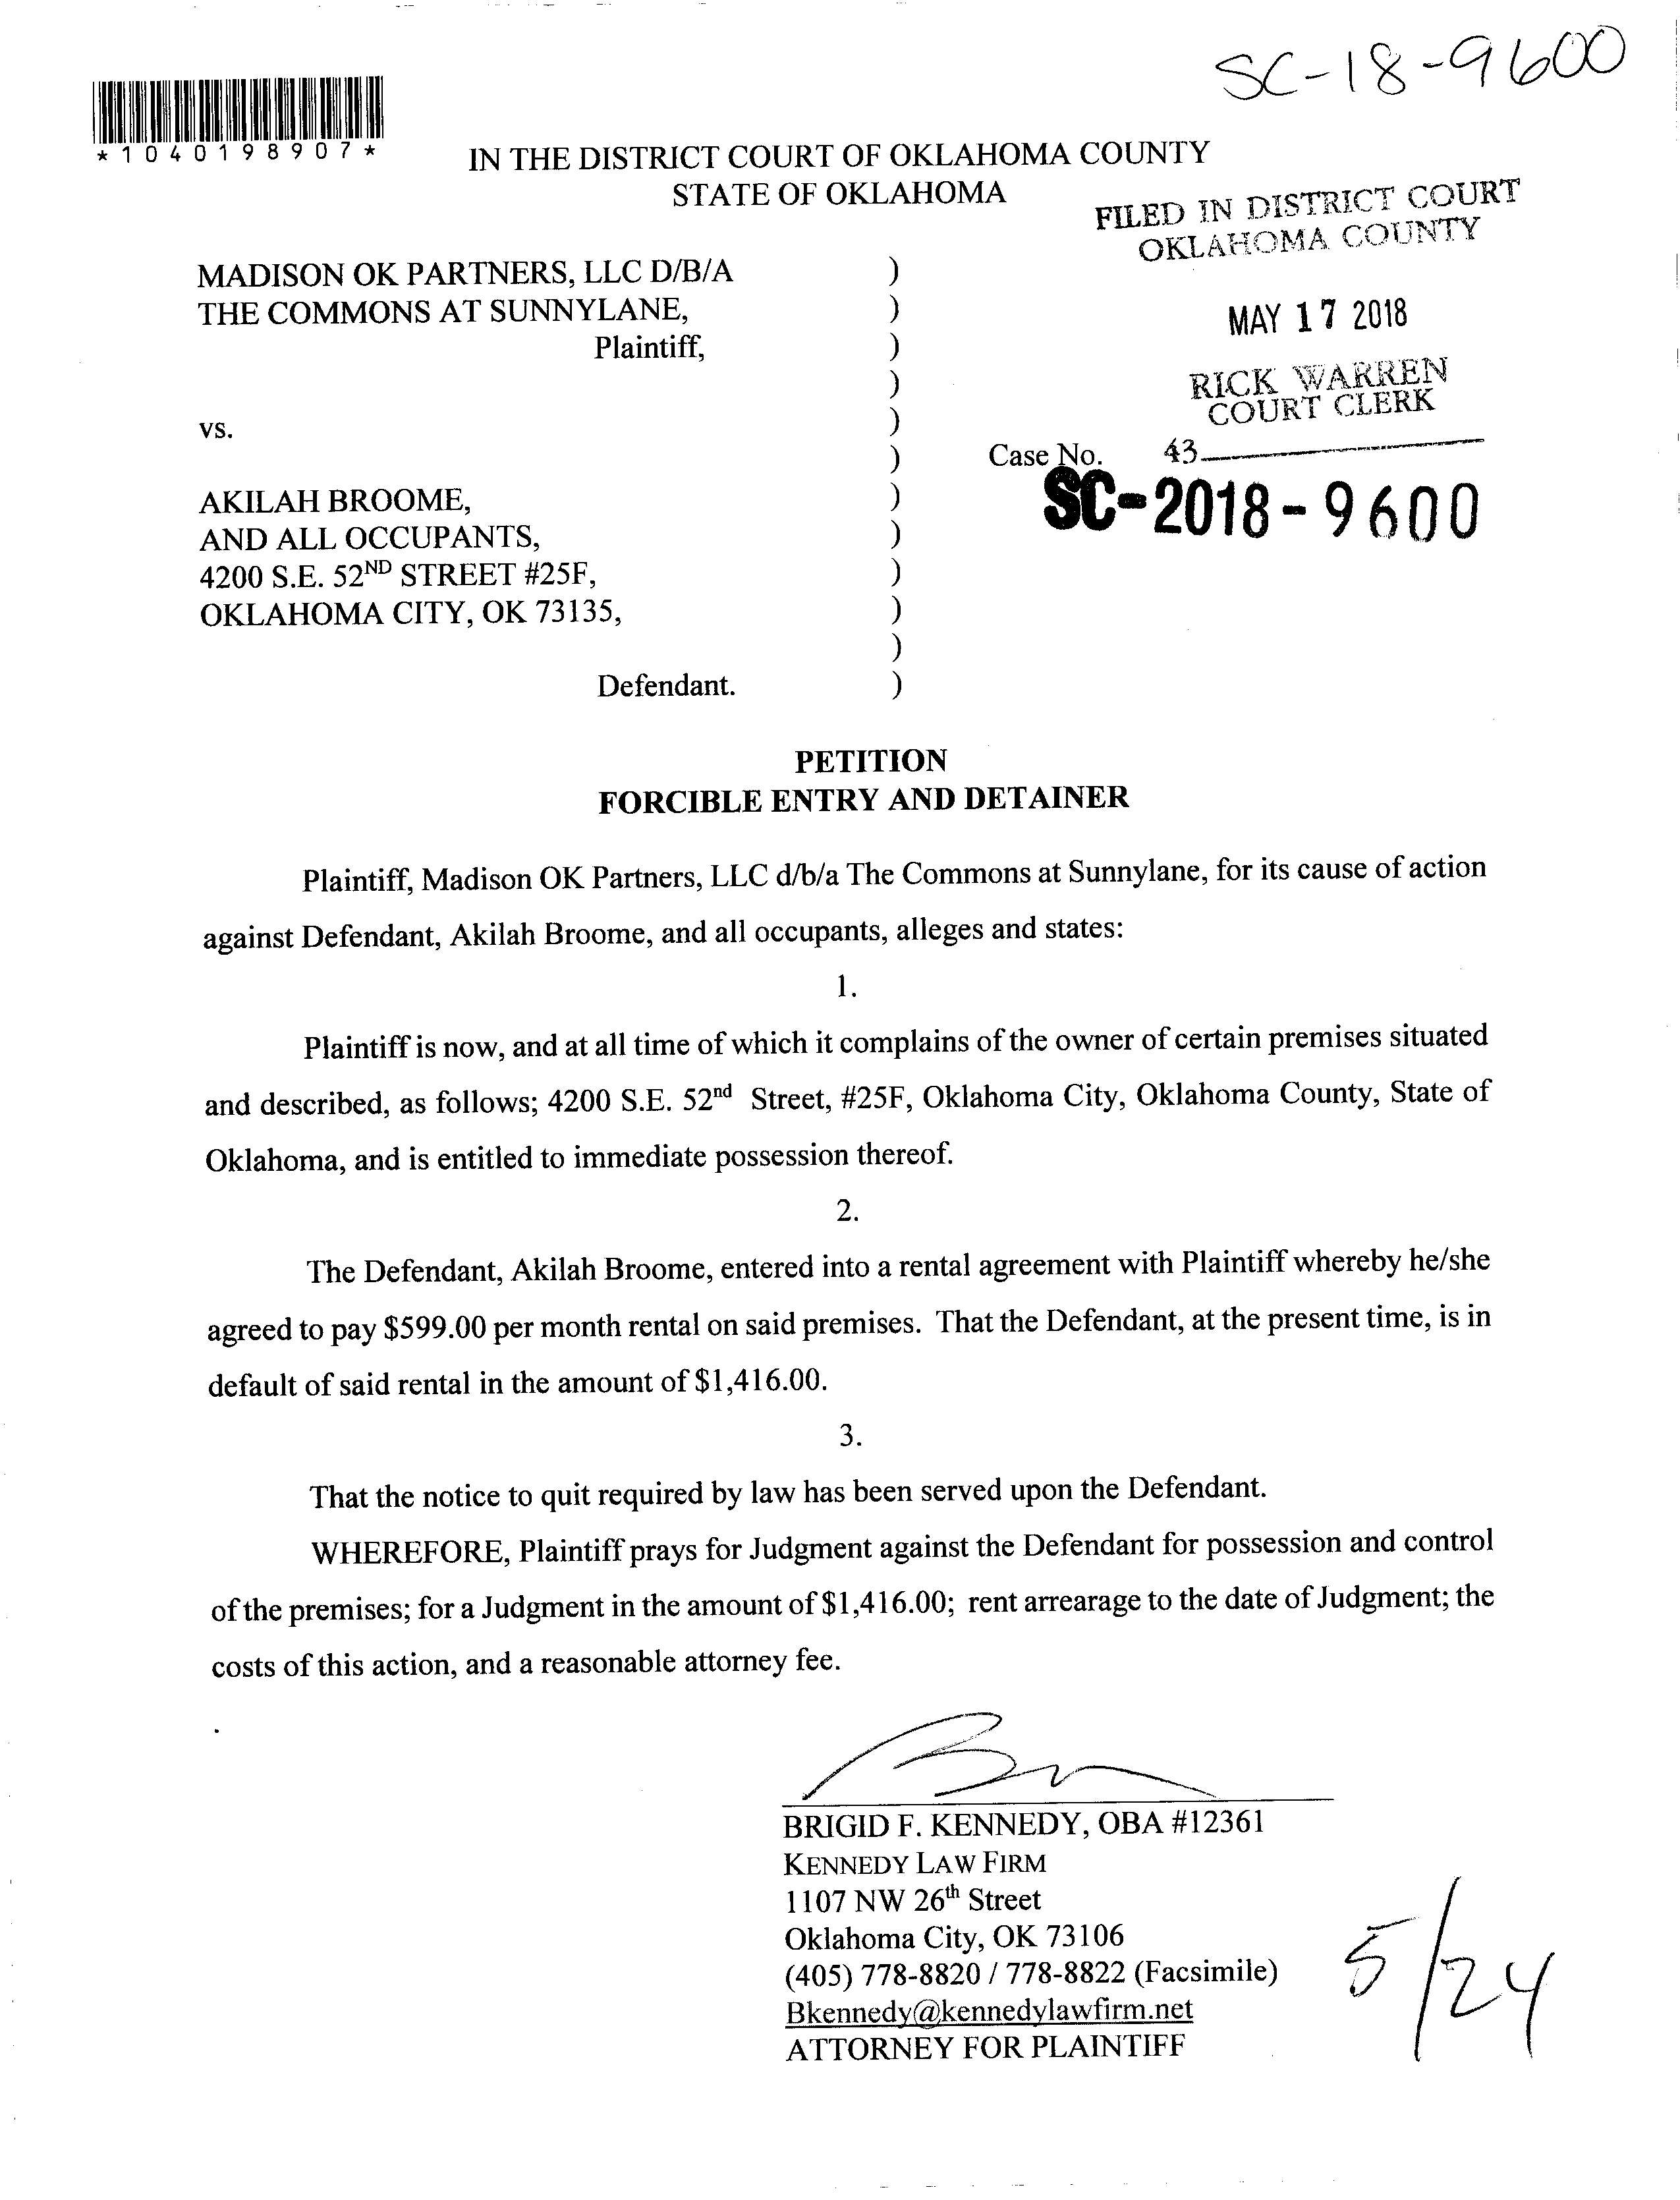 SC-18-9600
*1040198907*
IN THE DISTRICT COURT OF OKLAHOMA COUNTY
STATE OF OKLAHOMA
FILED IN DISTRICT COURT
OKLAHOMA COUNTY
MAY 17 2018
RICK WARREN
COURT CLERK
43
MADISON OK PARTNERS, LLC D/B/A )
THE COMMONS AT SUNNYLANE, )
Plaintiff, )
)
vs. )
) Case No.
SC-2018-9600
AKILAH BROOME, )
AND ALL OCCUPANTS, )
4200 S.E. 52ND STREET #25F, )
OKLAHOMA CITY, OK 73135, )
)
Defendant. )
PETITION
FORCIBLE ENTRY AND DETAINER
Plaintiff, Madison OK Partners, LLC d/b/a The Commons at Sunnylane, for its cause of action
against Defendant, Akilah Broome, and all occupants, alleges and states:
1.
Plaintiff is now, and at all time of which it complains of the owner of certain premises situated
and described, as follows; 4200 S.E. 52nd Street, #25F, Oklahoma City, Oklahoma County, State of
Oklahoma, and is entitled to immediate possession thereof.
2.
The Defendant, Akilah Broome, entered into a rental agreement with Plaintiff whereby he/she
agreed to pay $599.00 per month rental on said premises. That the Defendant, at the present time, is in
default of said rental in the amount of $1,416.00.
3.
That the notice to quit required by law has been served upon the Defendant.
WHEREFORE, Plaintiff prays for Judgment against the Defendant for possession and control
of the premises; for a Judgment in the amount of $1,416.00; rent arrearage to the date of Judgment; the
costs of this action, and a reasonable attorney fee.
BRIGID F. KENNEDY, OBA #12361
KENNEDY LAW FIRM
1107 NW 26th Street
Oklahoma City, OK 73106
(405) 778-8820 / 778-8822 (Facsimile)
Bkennedy@kennedylawfirm.net
ATTORNEY FOR PLAINTIFF
5/24